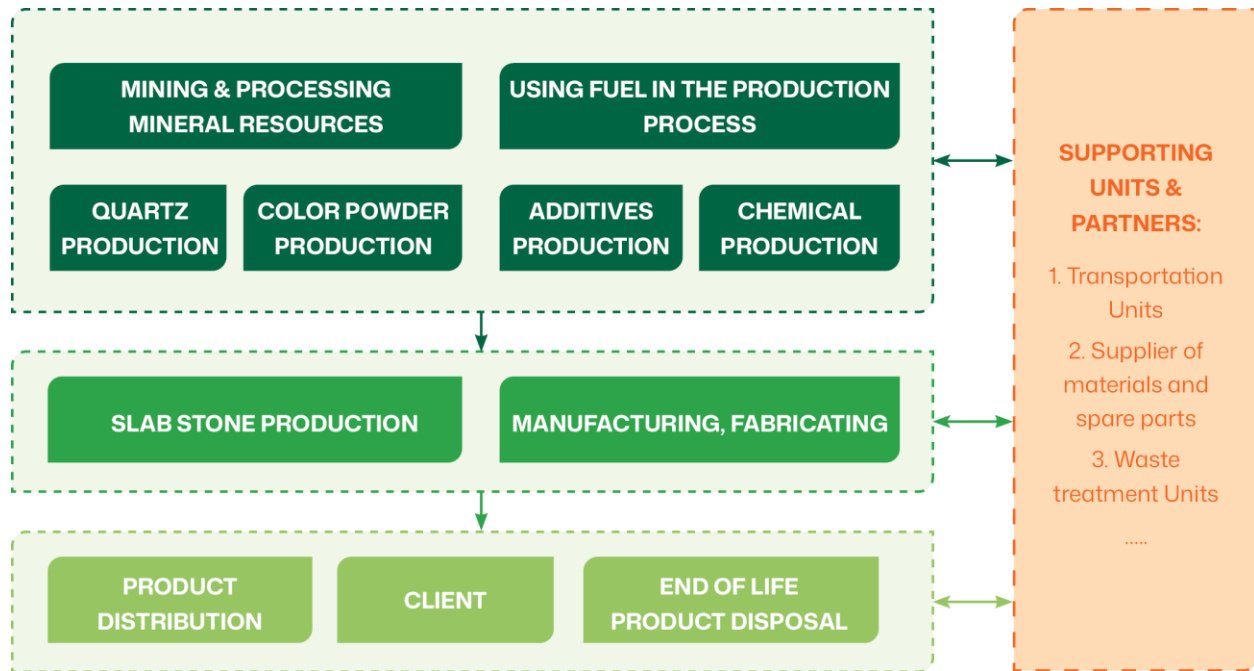 MINING & PROCESSING
MINERAL RESOURCES
USING FUEL IN THE PRODUCTION
PROCESS
QUARTZ
PRODUCTION
COLOR POWDER
PRODUCTION
ADDITIVES
PRODUCTION
CHEMICAL
PRODUCTION
SLAB STONE PRODUCTION
MANUFACTURING, FABRICATING
PRODUCT
DISTRIBUTION
CLIENT
END OF LIFE
PRODUCT DISPOSAL
SUPPORTING
UNITS &
PARTNERS:
1. Transportation
Units
2. Supplier of
materials and
spare parts
3. Waste
treatment Units
.....